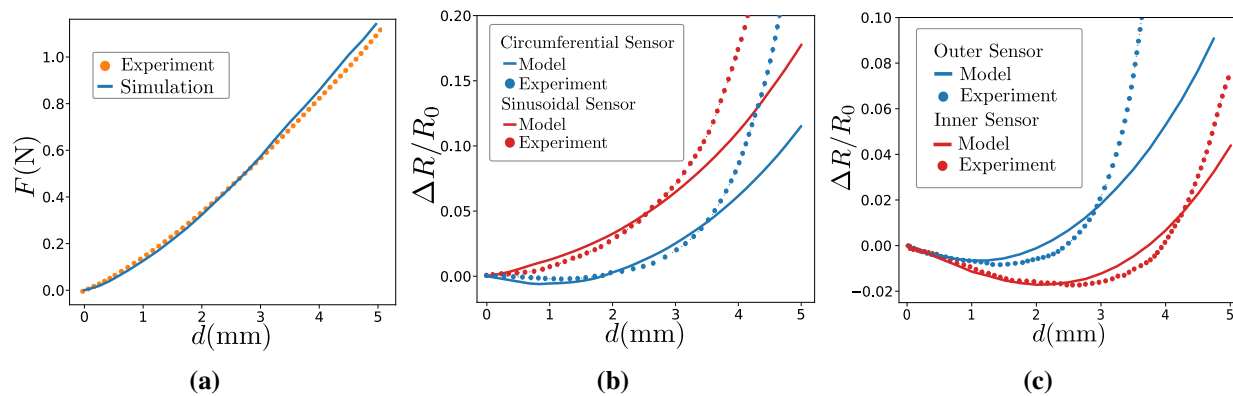 Experiment
Simulation
F(N)
0.0
0.2
0.4
0.6
0.8
1.0
0 1 2 3 4 5
d(mm)
(a)
Circumferential Sensor
Model
Experiment
Sinusoidal Sensor
Model
Experiment
ΔR/R₀
0.20
0.15
0.10
0.05
0.00
0 1 2 3 4 5
d(mm)
(b)
Outer Sensor
Model
Experiment
Inner Sensor
Model
Experiment
ΔR/R₀
0.10
0.08
0.06
0.04
0.02
0.00
−0.02
0 1 2 3 4 5
d(mm)
(c)